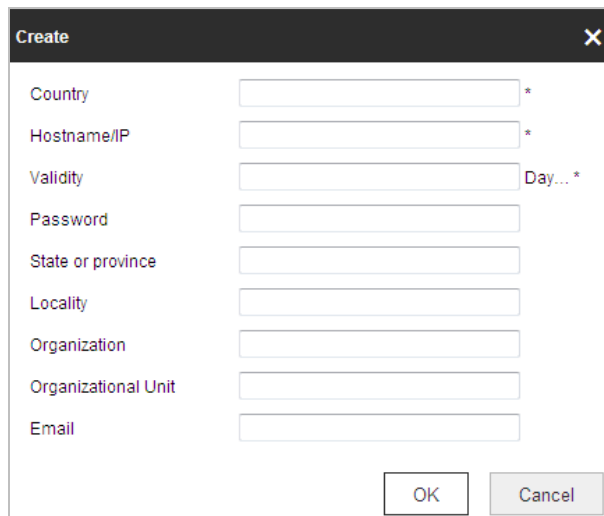 Create
Country *
Hostname/IP *
Validity Day... *
Password
State or province
Locality
Organization
Organizational Unit
Email
OK Cancel